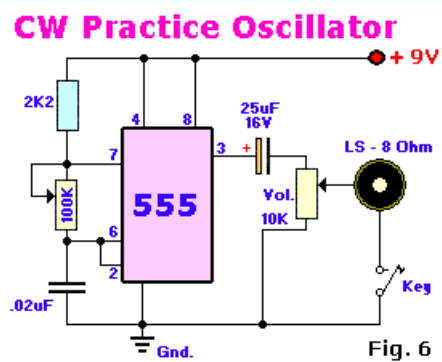 CW Practice Oscillator
+ 9V
2K2
4
8
25uF
16V
LS - 8 Ohm
7
3
+
100K
555
Vol.
10K
6
2
.02uF
Key
Gnd.
Fig. 6